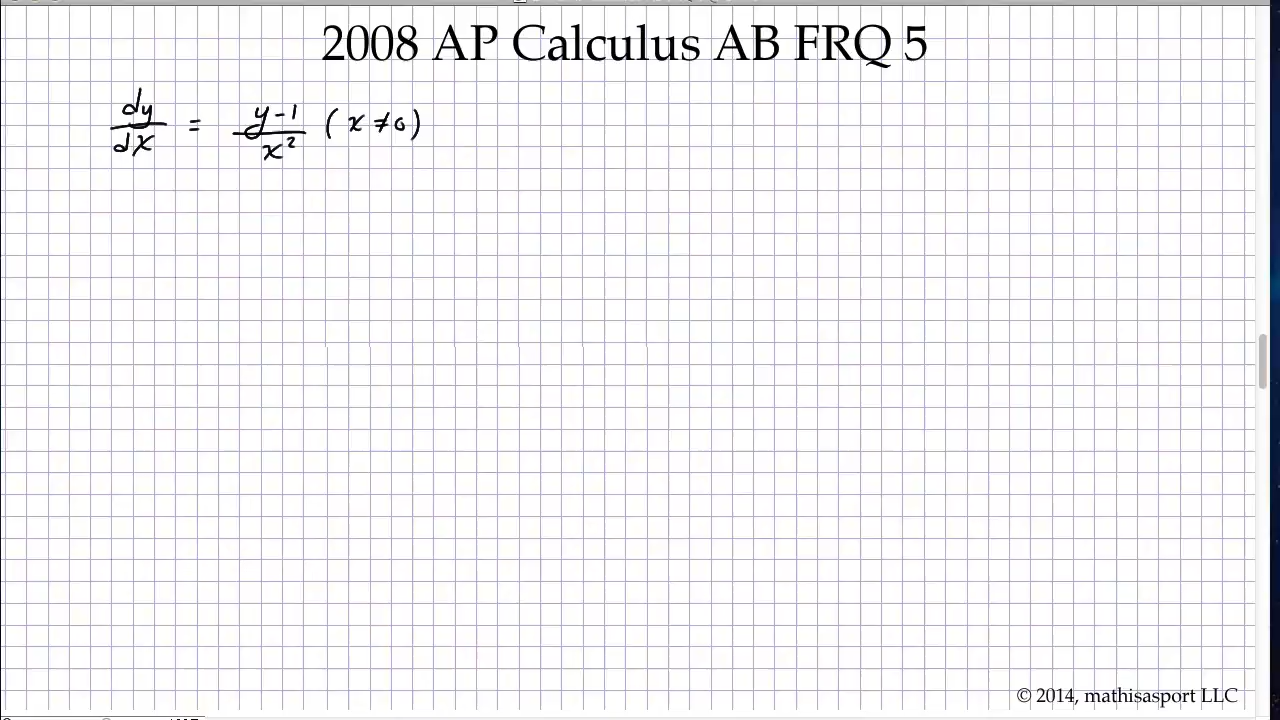 2008 AP Calculus AB FRQ 5
dy/dx = y-1/x² (x≠0)
© 2014, mathisasport LLC